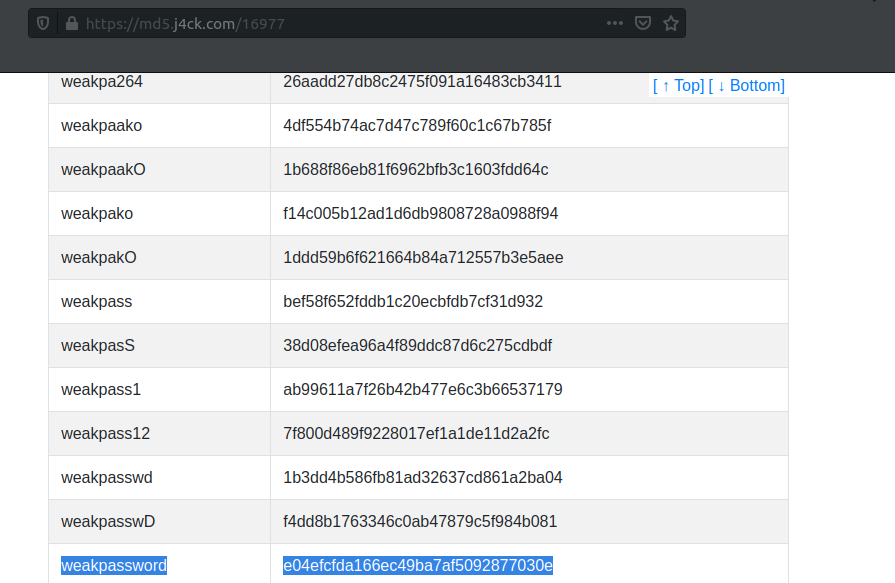 https://md5.j4ck.com/16977
weakpa264 26aadd27db8c2475f091a16483cb3411 [ ↑ Top] [ ↓ Bottom]
weakpaako 4df554b74ac7d47c789f60c1c67b785f
weakpaakO 1b688f86eb81f6962bfb3c1603fdd64c
weakpako f14c005b12ad1d6db9808728a0988f94
weakpakO 1ddd59b6f621664b84a712557b3e5aee
weakpass bef58f652fddb1c20ecbfdb7cf31d932
weakpasS 38d08efea96a4f89ddc87d6c275cdbdf
weakpass1 ab99611a7f26b42b477e6c3b66537179
weakpass12 7f800d489f9228017ef1a1de11d2a2fc
weakpasswd 1b3dd4b586fb81ad32637cd861a2ba04
weakpasswD f4dd8b1763346c0ab47879c5f984b081
weakpassword e04efcfda166ec49ba7af5092877030e